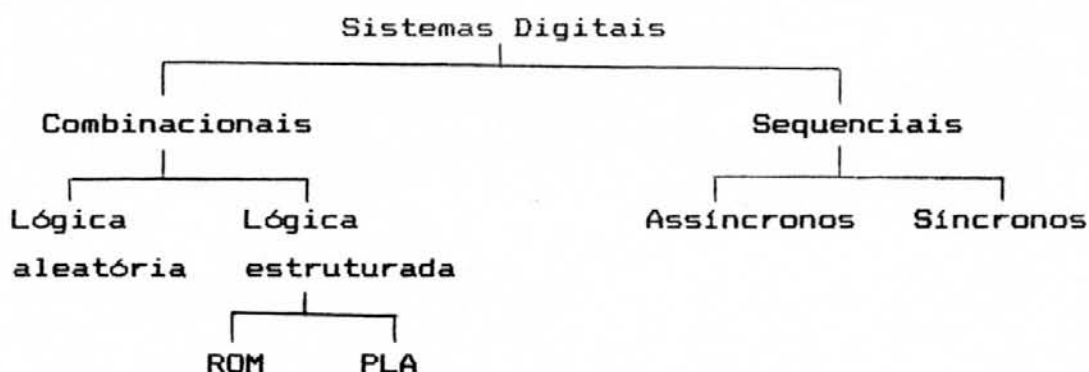 Sistemas Digitais
Combinacionais Sequenciais
Lógica Lógica Assíncronos Síncronos
aleatória estruturada
ROM PLA